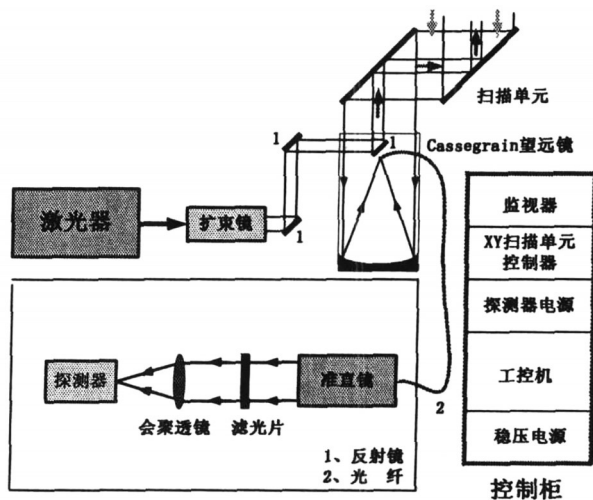 扫描单元
1
1
Cassegrain望远镜
激光器
扩束镜
1
监视器
XY扫描单元
控制器
探测器电源
工控机
稳压电源
控制柜
探测器
会聚透镜
滤光片
准直镜
2
1、反射镜
2、光 纤